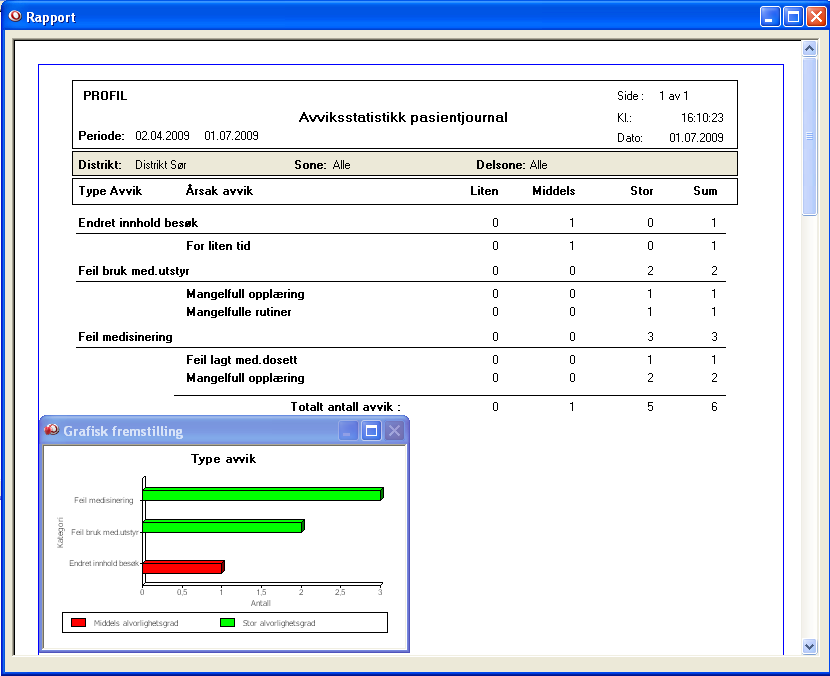 Rapport
PROFIL
Side : 1 av 1
Avviksstatistikk pasientjournal
Kl.: 16:10:23
Periode: 02.04.2009 01.07.2009
Dato: 01.07.2009
Distrikt: Distrikt Sør Sone: Alle Delsone: Alle
Type Avvik Årsak avvik Liten Middels Stor Sum
Endret innhold besøk 0 1 0 1
For liten tid 0 1 0 1
Feil bruk med.utstyr 0 0 2 2
Mangelfull opplæring 0 0 1 1
Mangelfulle rutiner 0 0 1 1
Feil medisinering 0 0 3 3
Feil lagt med.dosett 0 0 1 1
Mangelfull opplæring 0 0 2 2
Totalt antall avvik : 0 1 5 6
Grafisk fremstilling
Type avvik
Kategori
Feil medisinering
Feil bruk med.utstyr
Endret innhold besøk
0 0,5 1 1,5 2 2,5 3
Antall
Middels alvorlighetsgrad Stor alvorlighetsgrad